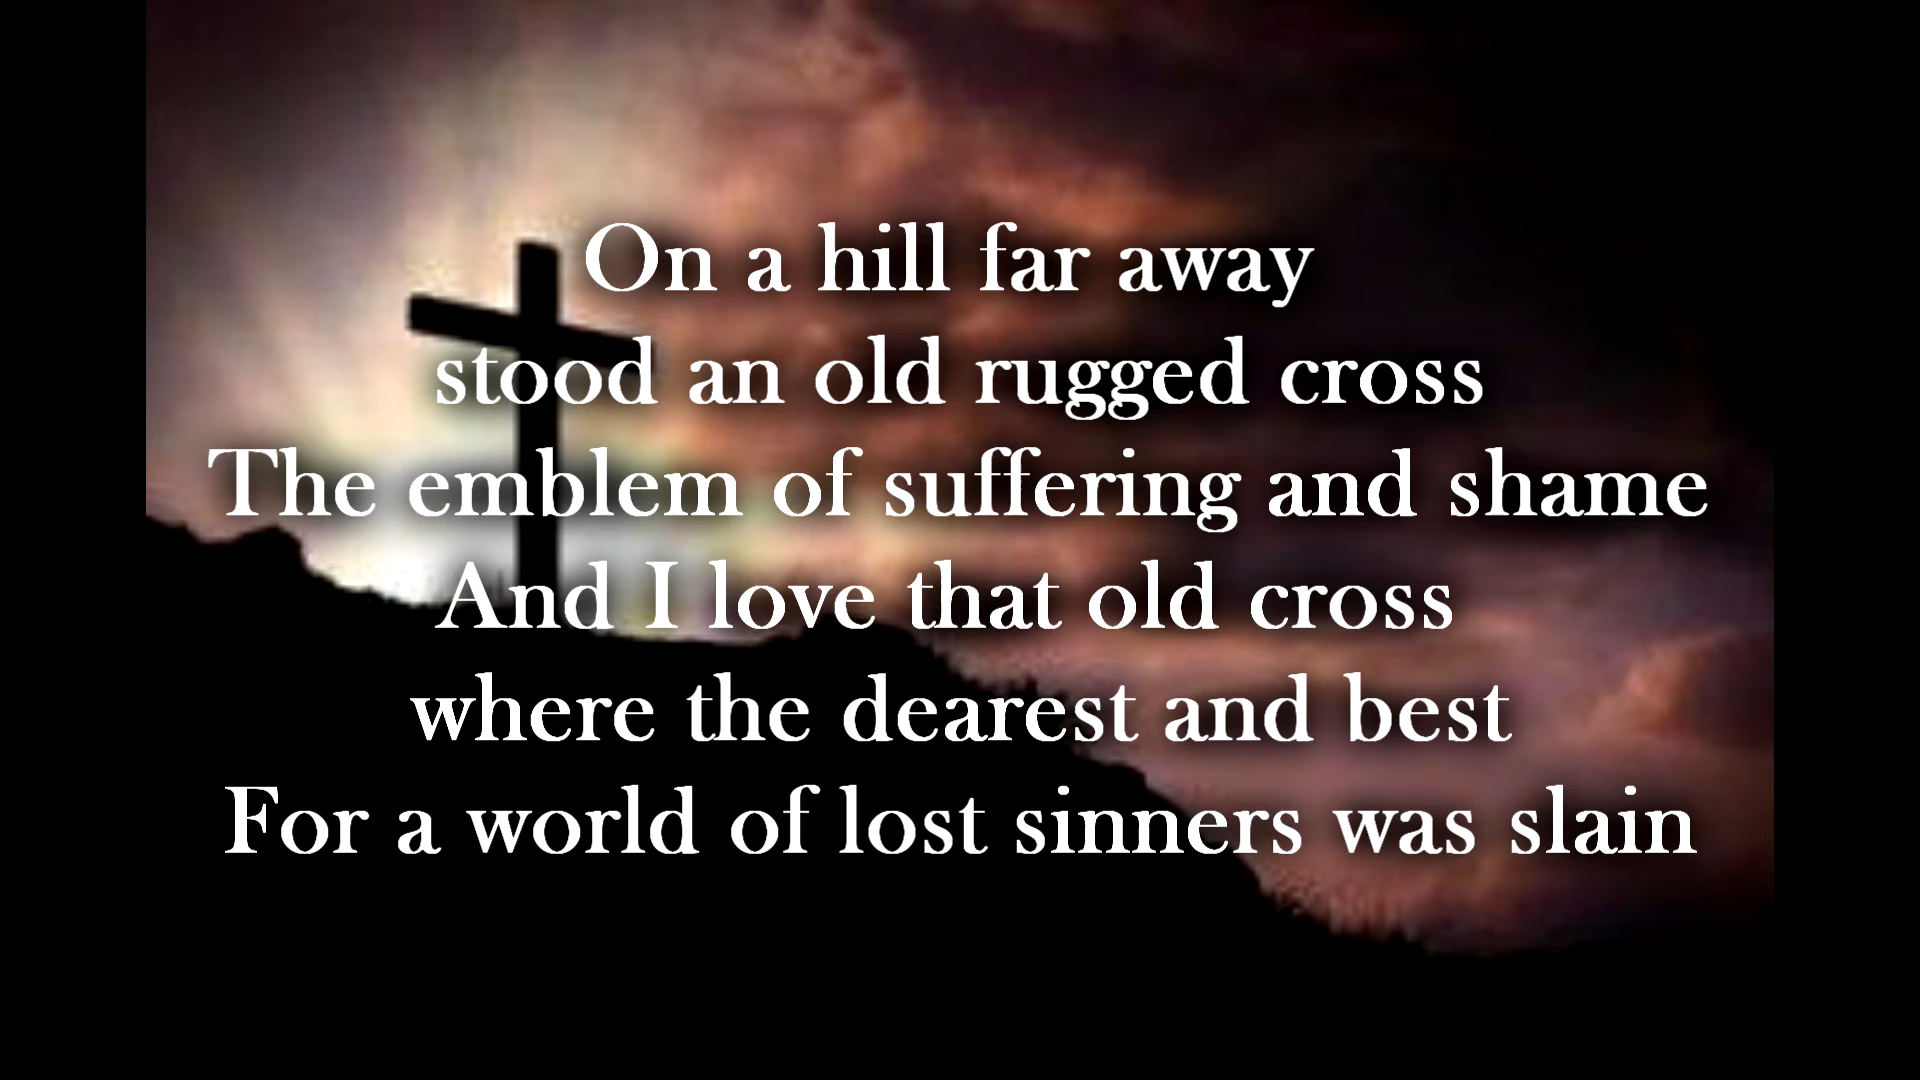 On a hill far away
stood an old rugged cross
The emblem of suffering and shame
And I love that old cross
where the dearest and best
For a world of lost sinners was slain